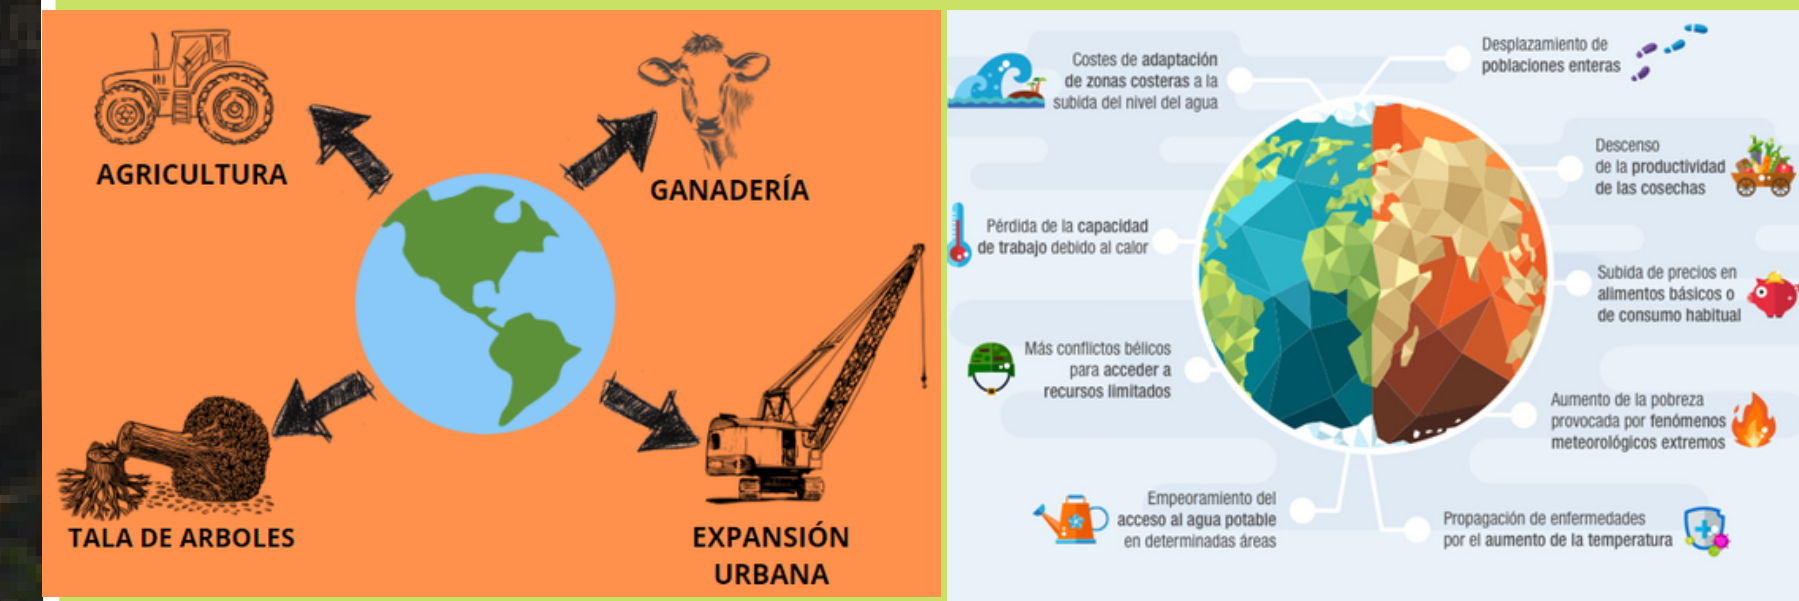 AGRICULTURA
GANADERÍA
TALA DE ARBOLES
EXPANSIÓN
URBANA
Costes de adaptación
de zonas costeras a la
subida del nivel del agua
Desplazamiento de
poblaciones enteras
Descenso
de la productividad
de las cosechas
Pérdida de la capacidad
de trabajo debido al calor
Subida de precios en
alimentos básicos o
de consumo habitual
Más conflictos bélicos
para acceder a
recursos limitados
Aumento de la pobreza
provocada por fenómenos
meteorológicos extremos
Empeoramiento del
acceso al agua potable
en determinadas áreas
Propagación de enfermedades
por el aumento de la temperatura